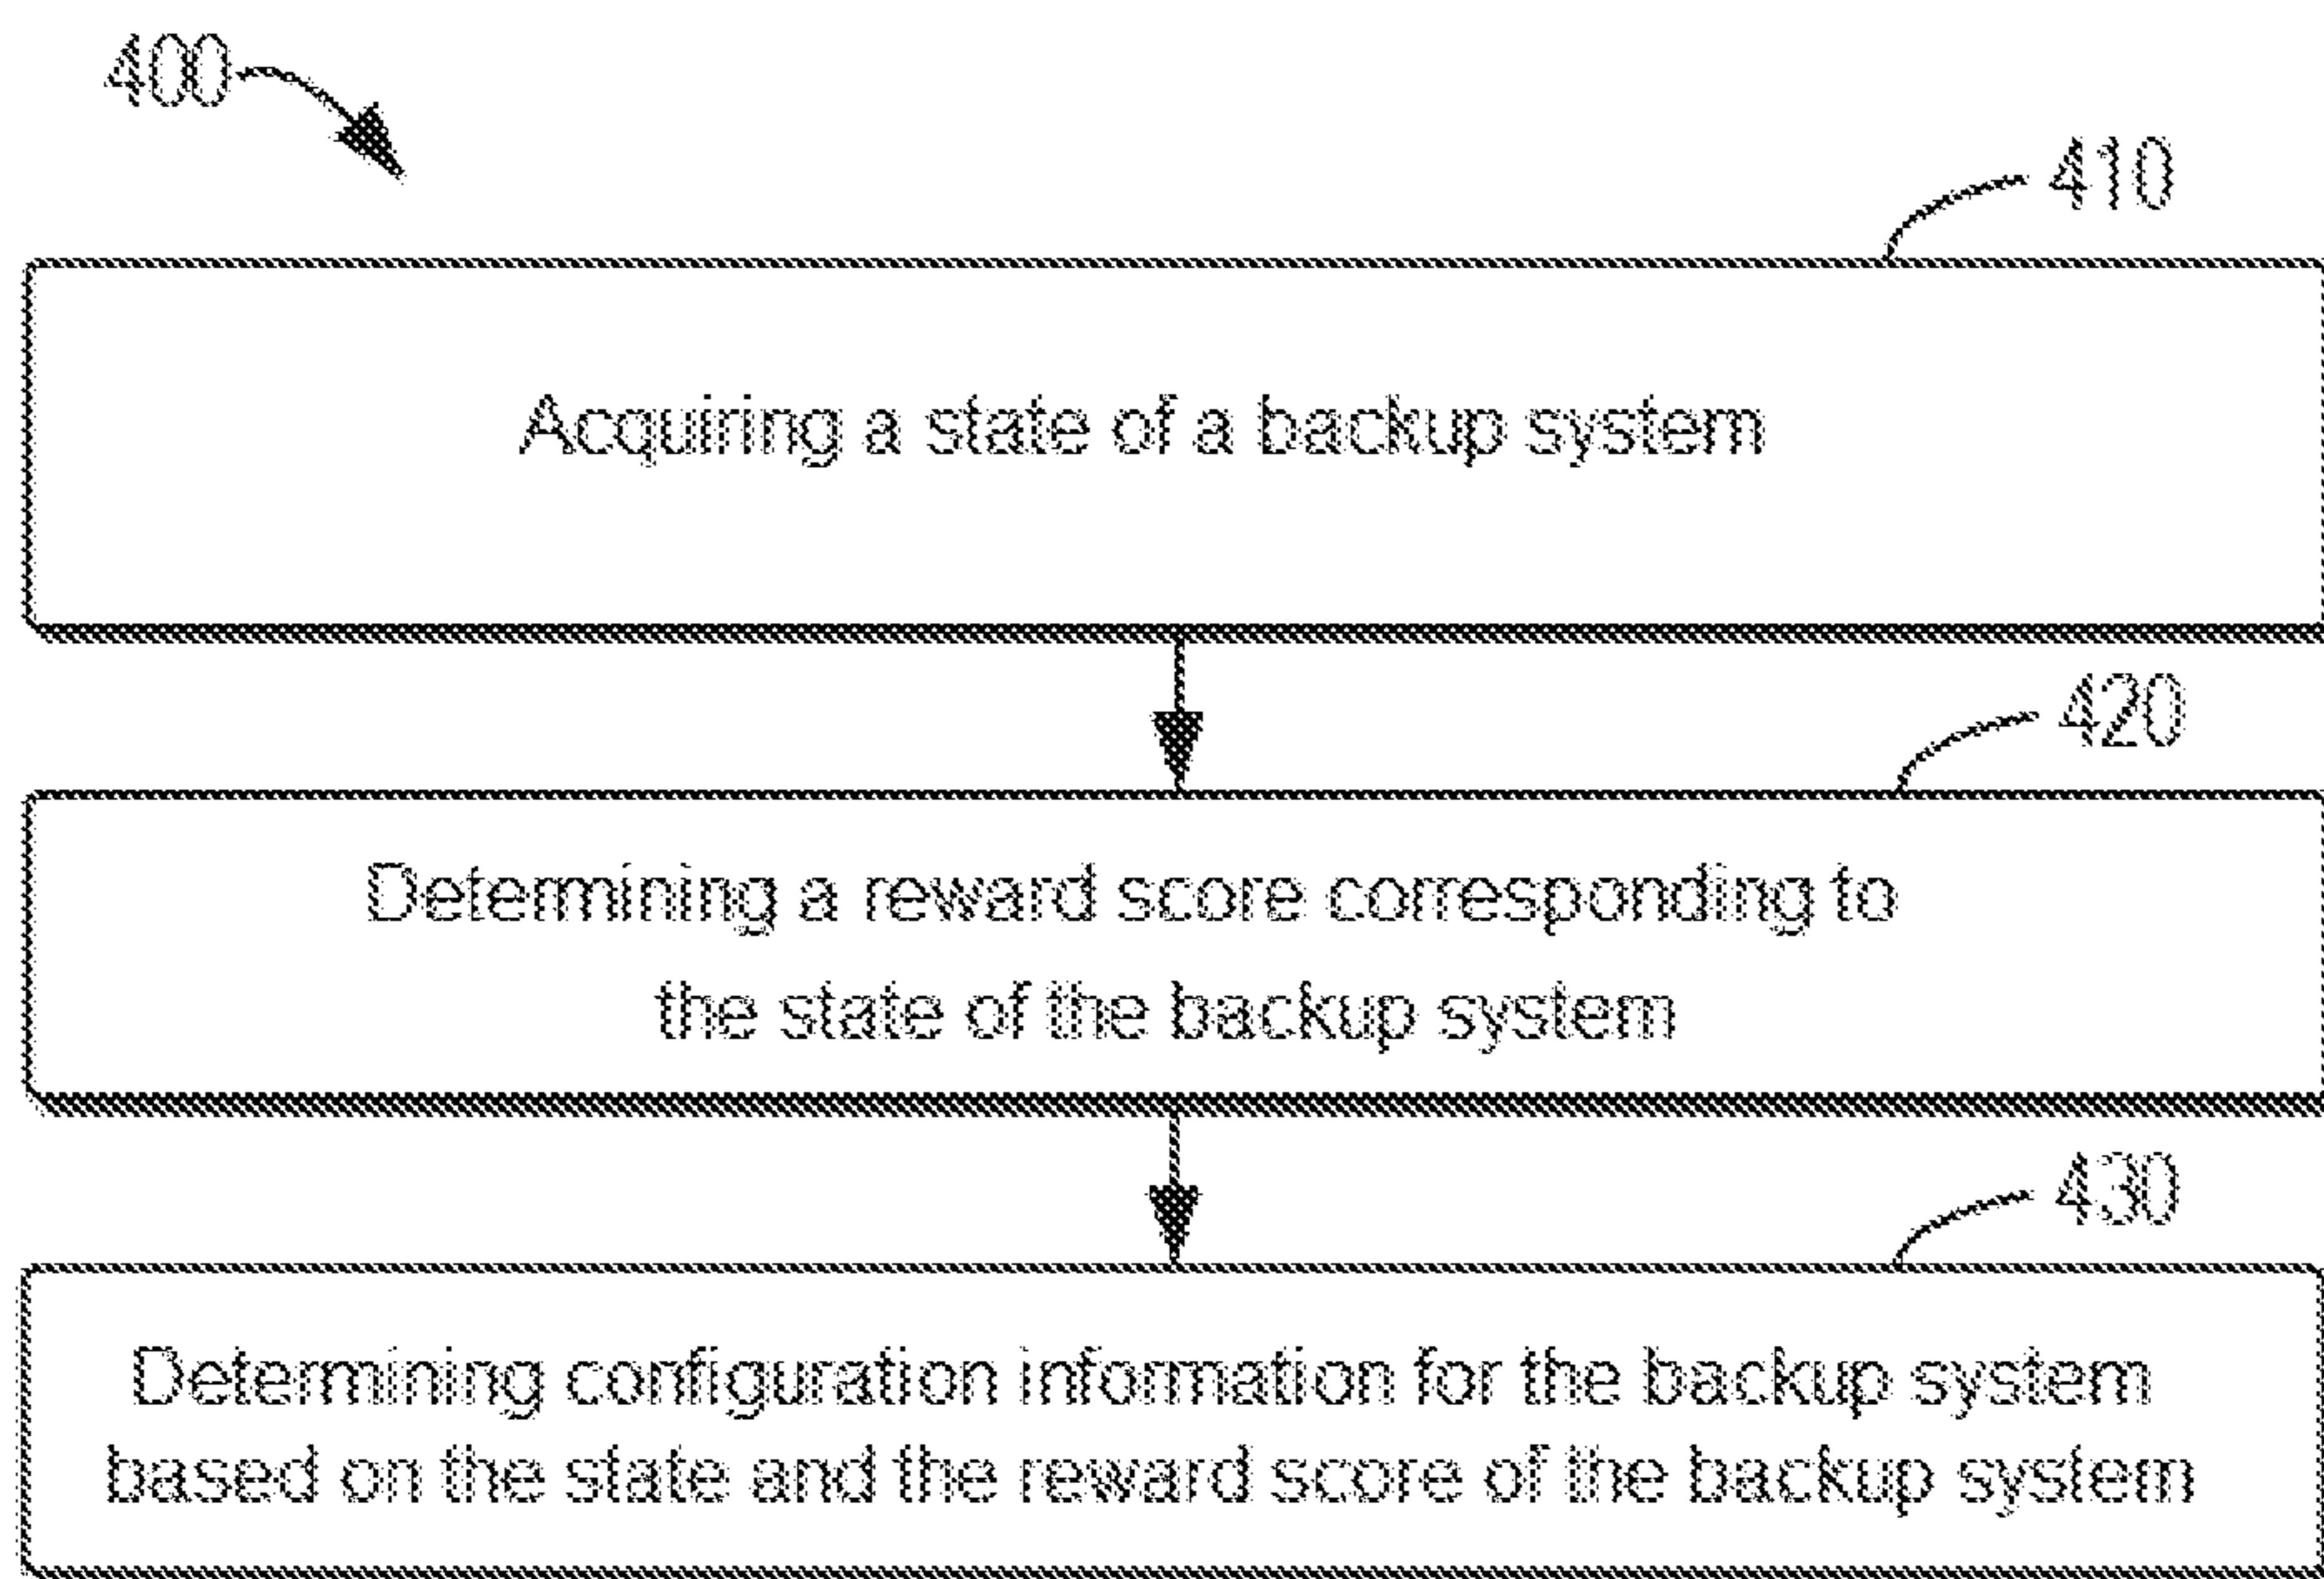 400
410
Acquiring a state of a backup system
420
Determining a reward score corresponding to
the state of the backup system
430
Determining configuration information for the backup system
based on the state and the reward score of the backup system